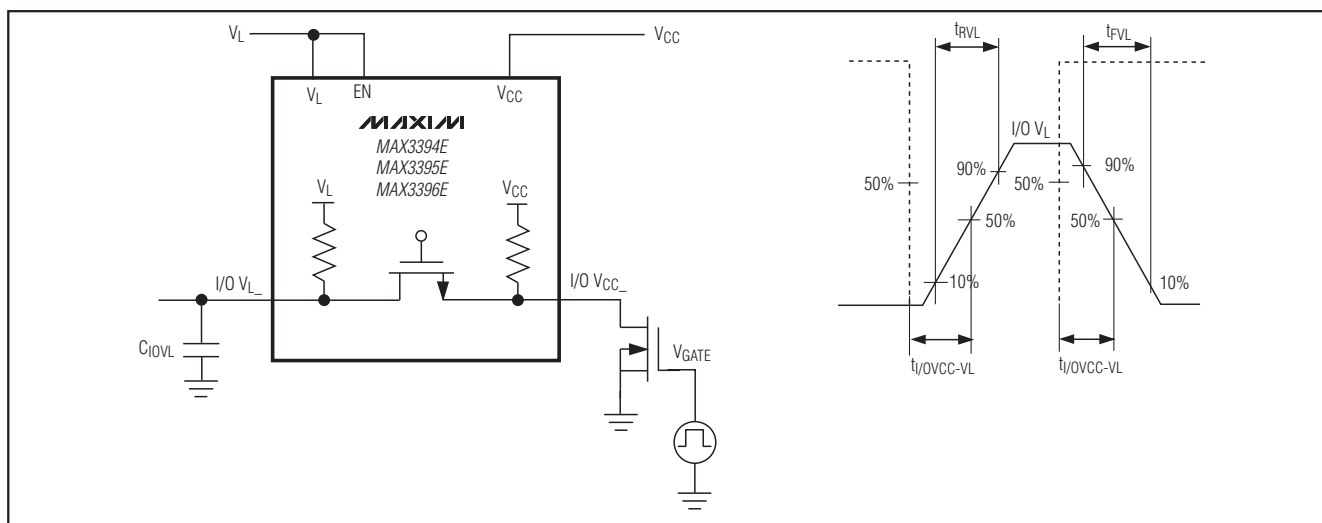 VL
VCC
VL
EN
VCC
MAXIM
MAX3394E
MAX3395E
MAX3396E
VL
VCC
I/O VL_
I/O VCC_
CIOVL
VGATE
tRVL
tFVL
I/O VL
90%
90%
50%
50%
50%
50%
10%
10%
tI/OVCC-VL
tI/OVCC-VL